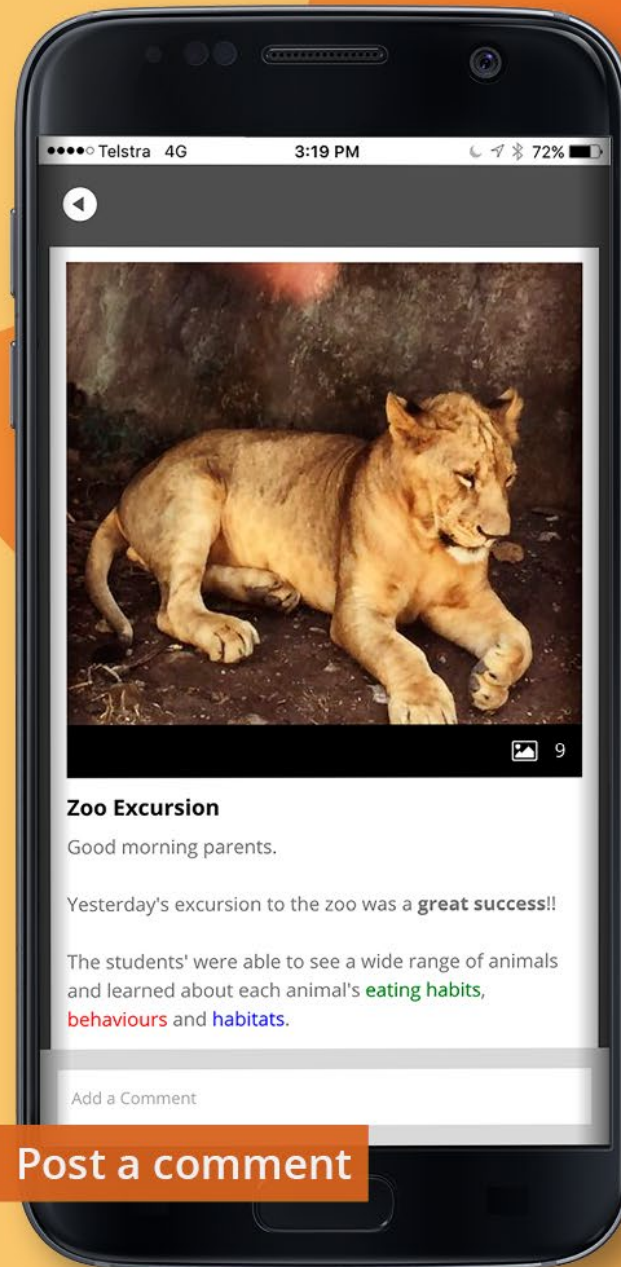 Telstra 4G 3:19 PM 72%
9
Zoo Excursion
Good morning parents.
Yesterday's excursion to the zoo was a great success!!
The students' were able to see a wide range of animals
and learned about each animal's eating habits,
behaviours and habitats.
Add a Comment
Post a comment